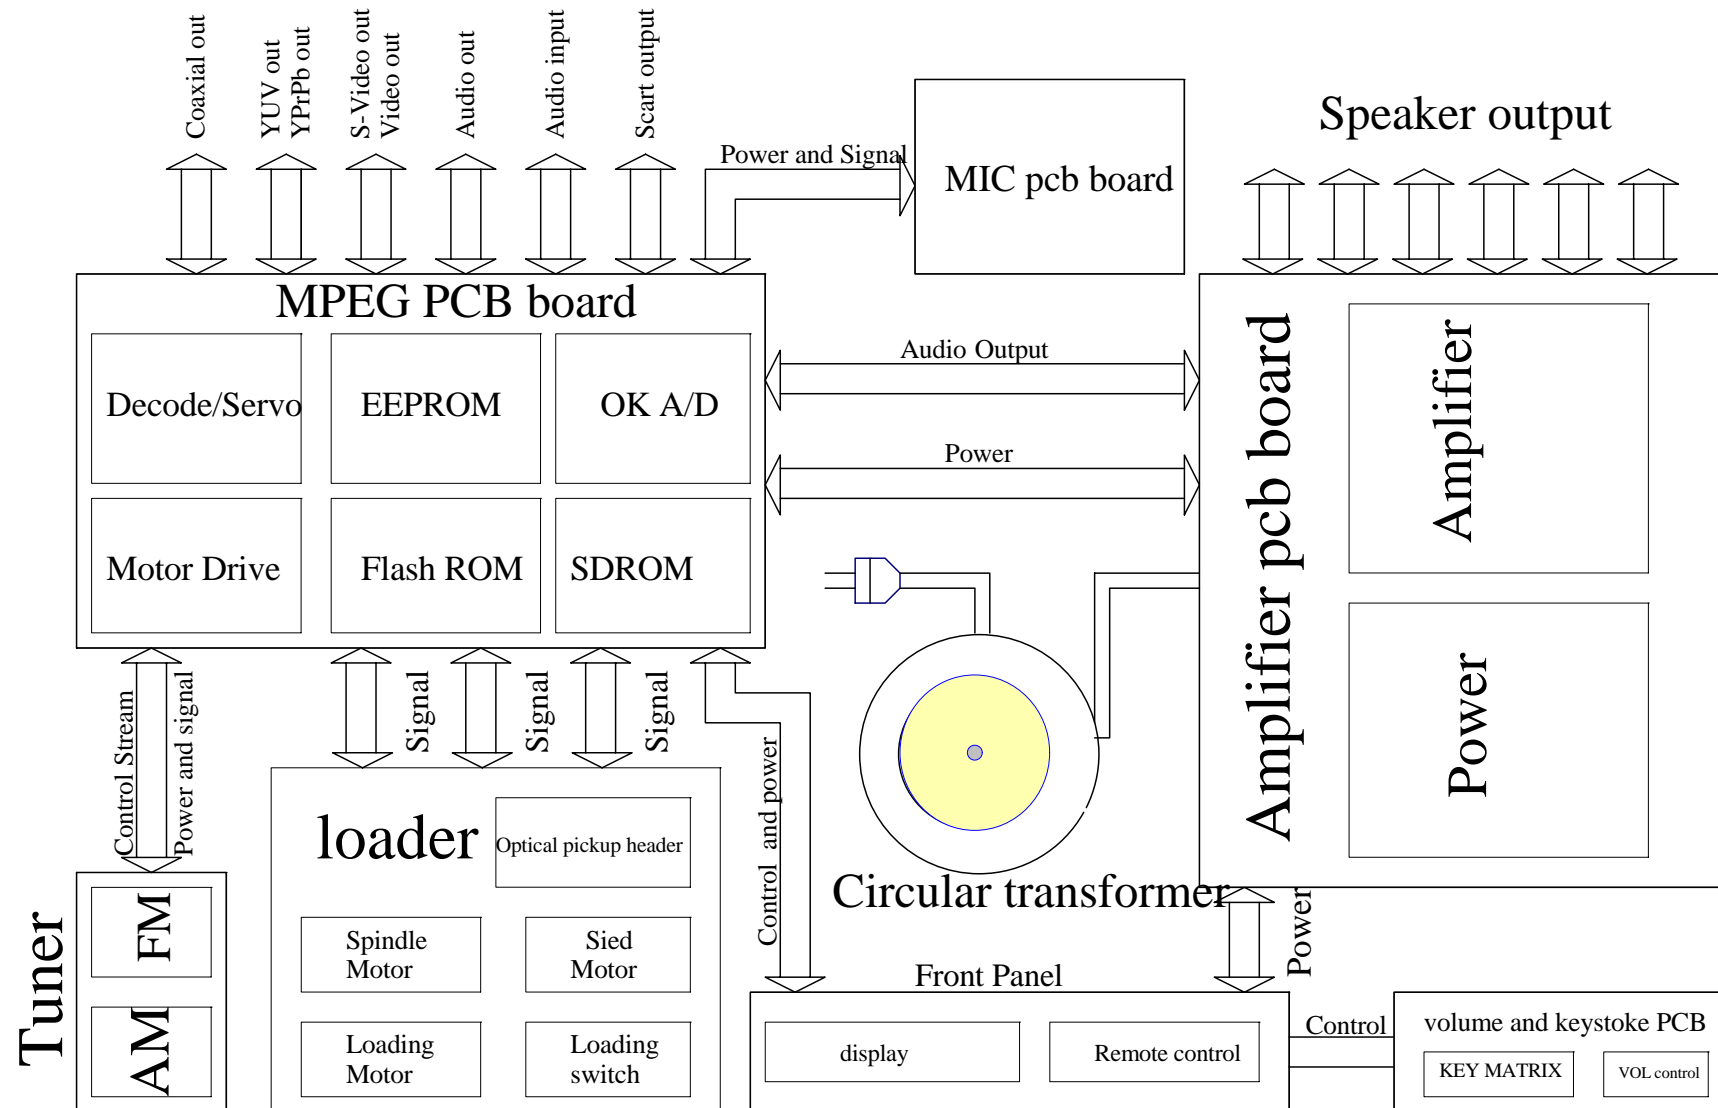 Coaxial out
YUV out
YPrPb out
S-Video out
Video out
Audio out
Audio input
Scart output
Power and Signal
MIC pcb board
Speaker output
MPEG PCB board
Decode/Servo
EEPROM
OK A/D
Motor Drive
Flash ROM
SDROM
Audio Output
Power
Amplifier pcb board
Amplifier
Power
Control Stream
Power and signal
Signal
Signal
Signal
Control and power
Circular transformer
Power
Tuner
FM
AM
loader
Optical pickup header
Spindle
Motor
Sied
Motor
Loading
Motor
Loading
switch
Front Panel
display
Remote control
Control
volume and keystoke PCB
KEY MATRIX
VOL control